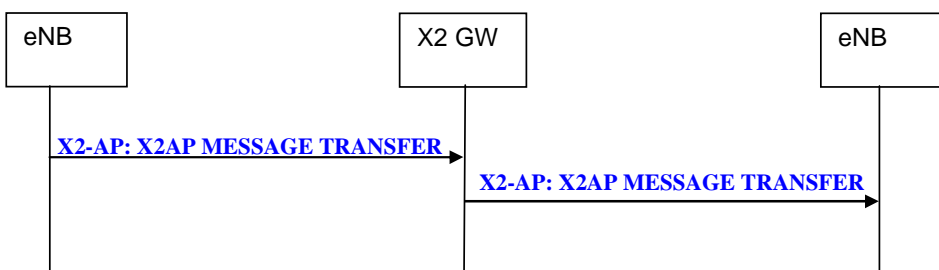 eNB
X2 GW
eNB
X2-AP: X2AP MESSAGE TRANSFER
X2-AP: X2AP MESSAGE TRANSFER